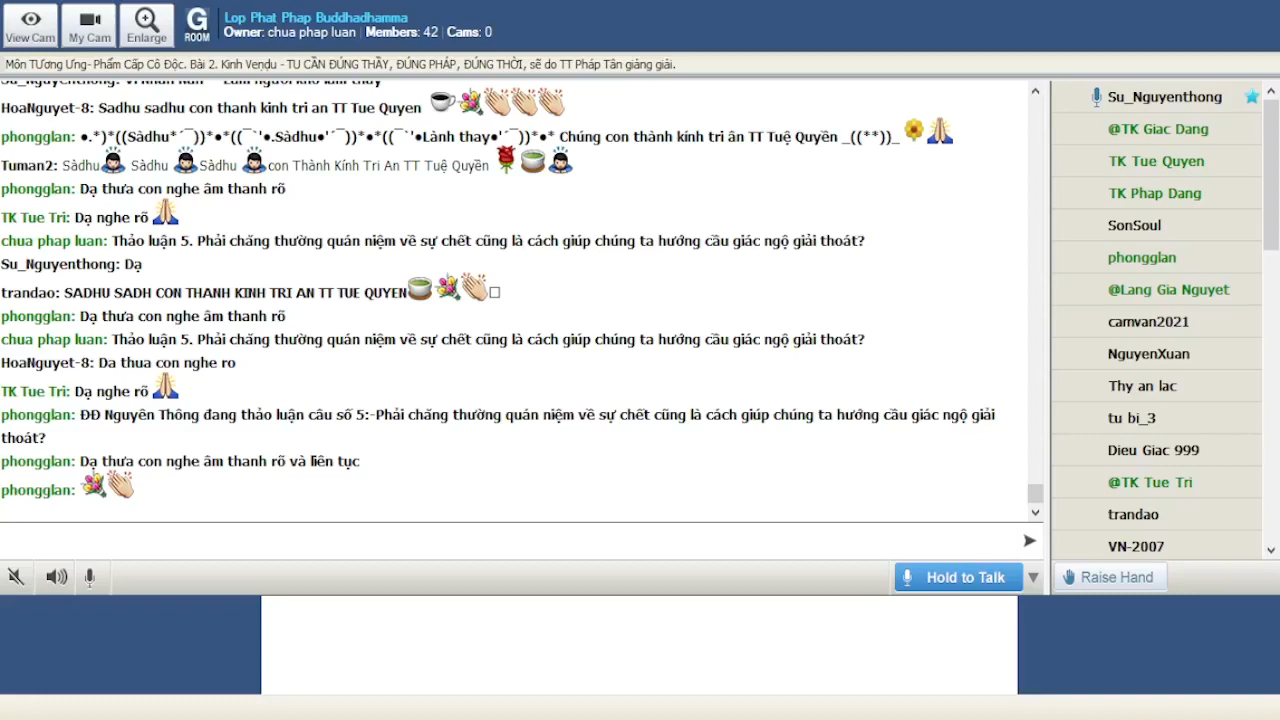 View Cam
My Cam
Enlarge
G
ROOM
Lop Phat Phap Buddhadhamma
Owner: chua phap luan | Members: 42 | Cams: 0
Môn Tương Ưng- Phẩm Cấp Cô Độc. Bài 2. Kinh Veṇḍu - TU CẦN ĐÚNG THẦY, ĐÚNG PHÁP, ĐÚNG THỜI, sẽ do TT Pháp Tân giảng giải.
HoaNguyet-8: Sadhu sadhu con thanh kinh tri an TT Tue Quyen
phongglan: ●.*)*((Sàdhu*´¯))*●*((¯`'●.Sàdhu●'´¯))*●*((¯`'●Lành thay●'´¯))*●* Chúng con thành kính tri ân TT Tuệ Quyền _((**))_
Tuman2: Sàdhu Sàdhu Sàdhu con Thành Kính Tri An TT Tuệ Quyền
phongglan: Dạ thưa con nghe âm thanh rõ
TK Tue Tri: Dạ nghe rõ
chua phap luan: Thảo luận 5. Phải chăng thường quán niệm về sự chết cũng là cách giúp chúng ta hướng cầu giác ngộ giải thoát?
Su_Nguyenthong: Dạ
trandao: SADHU SADH CON THANH KINH TRI AN TT TUE QUYEN
phongglan: Dạ thưa con nghe âm thanh rõ
chua phap luan: Thảo luận 5. Phải chăng thường quán niệm về sự chết cũng là cách giúp chúng ta hướng cầu giác ngộ giải thoát?
HoaNguyet-8: Da thua con nghe ro
TK Tue Tri: Dạ nghe rõ
phongglan: ĐĐ Nguyên Thông đang thảo luận câu số 5:-Phải chăng thường quán niệm về sự chết cũng là cách giúp chúng ta hướng cầu giác ngộ giải
thoát?
phongglan: Dạ thưa con nghe âm thanh rõ và liên tục
phongglan:
Hold to Talk
Su_Nguyenthong
@TK Giac Dang
TK Tue Quyen
TK Phap Dang
SonSoul
phongglan
@Lang Gia Nguyet
camvan2021
NguyenXuan
Thy an lac
tu bi_3
Dieu Giac 999
@TK Tue Tri
trandao
VN-2007
Raise Hand